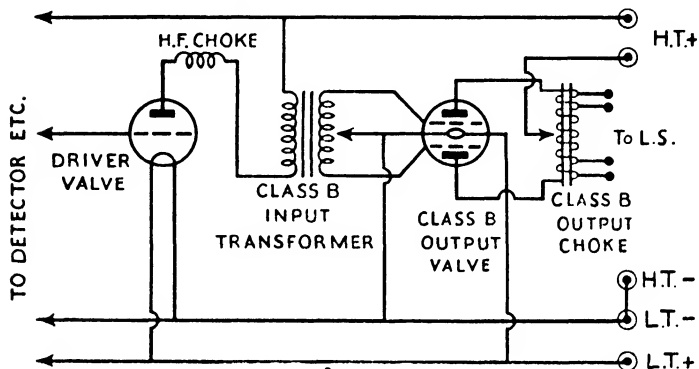 H.F. CHOKE
H.T.+
TO DETECTOR ETC.
DRIVER
VALVE
CLASS B
INPUT
TRANSFORMER
CLASS B
OUTPUT
VALVE
TO L.S.
CLASS B
OUTPUT
CHOKE
H.T.-
L.T.-
L.T.+